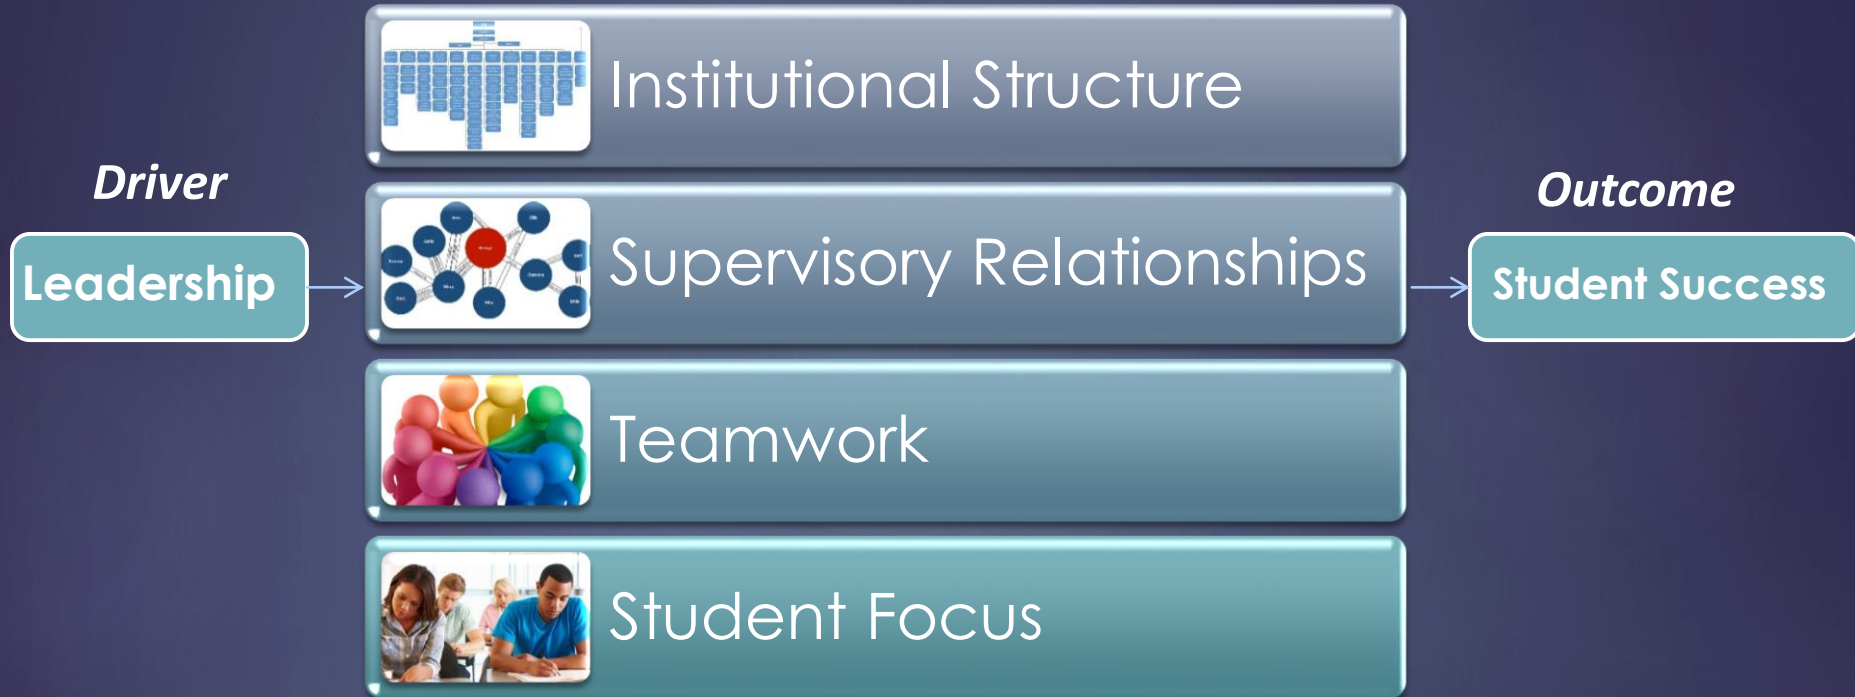 Driver
Leadership
Institutional Structure
Supervisory Relationships
Teamwork
Student Focus
Outcome
Student Success